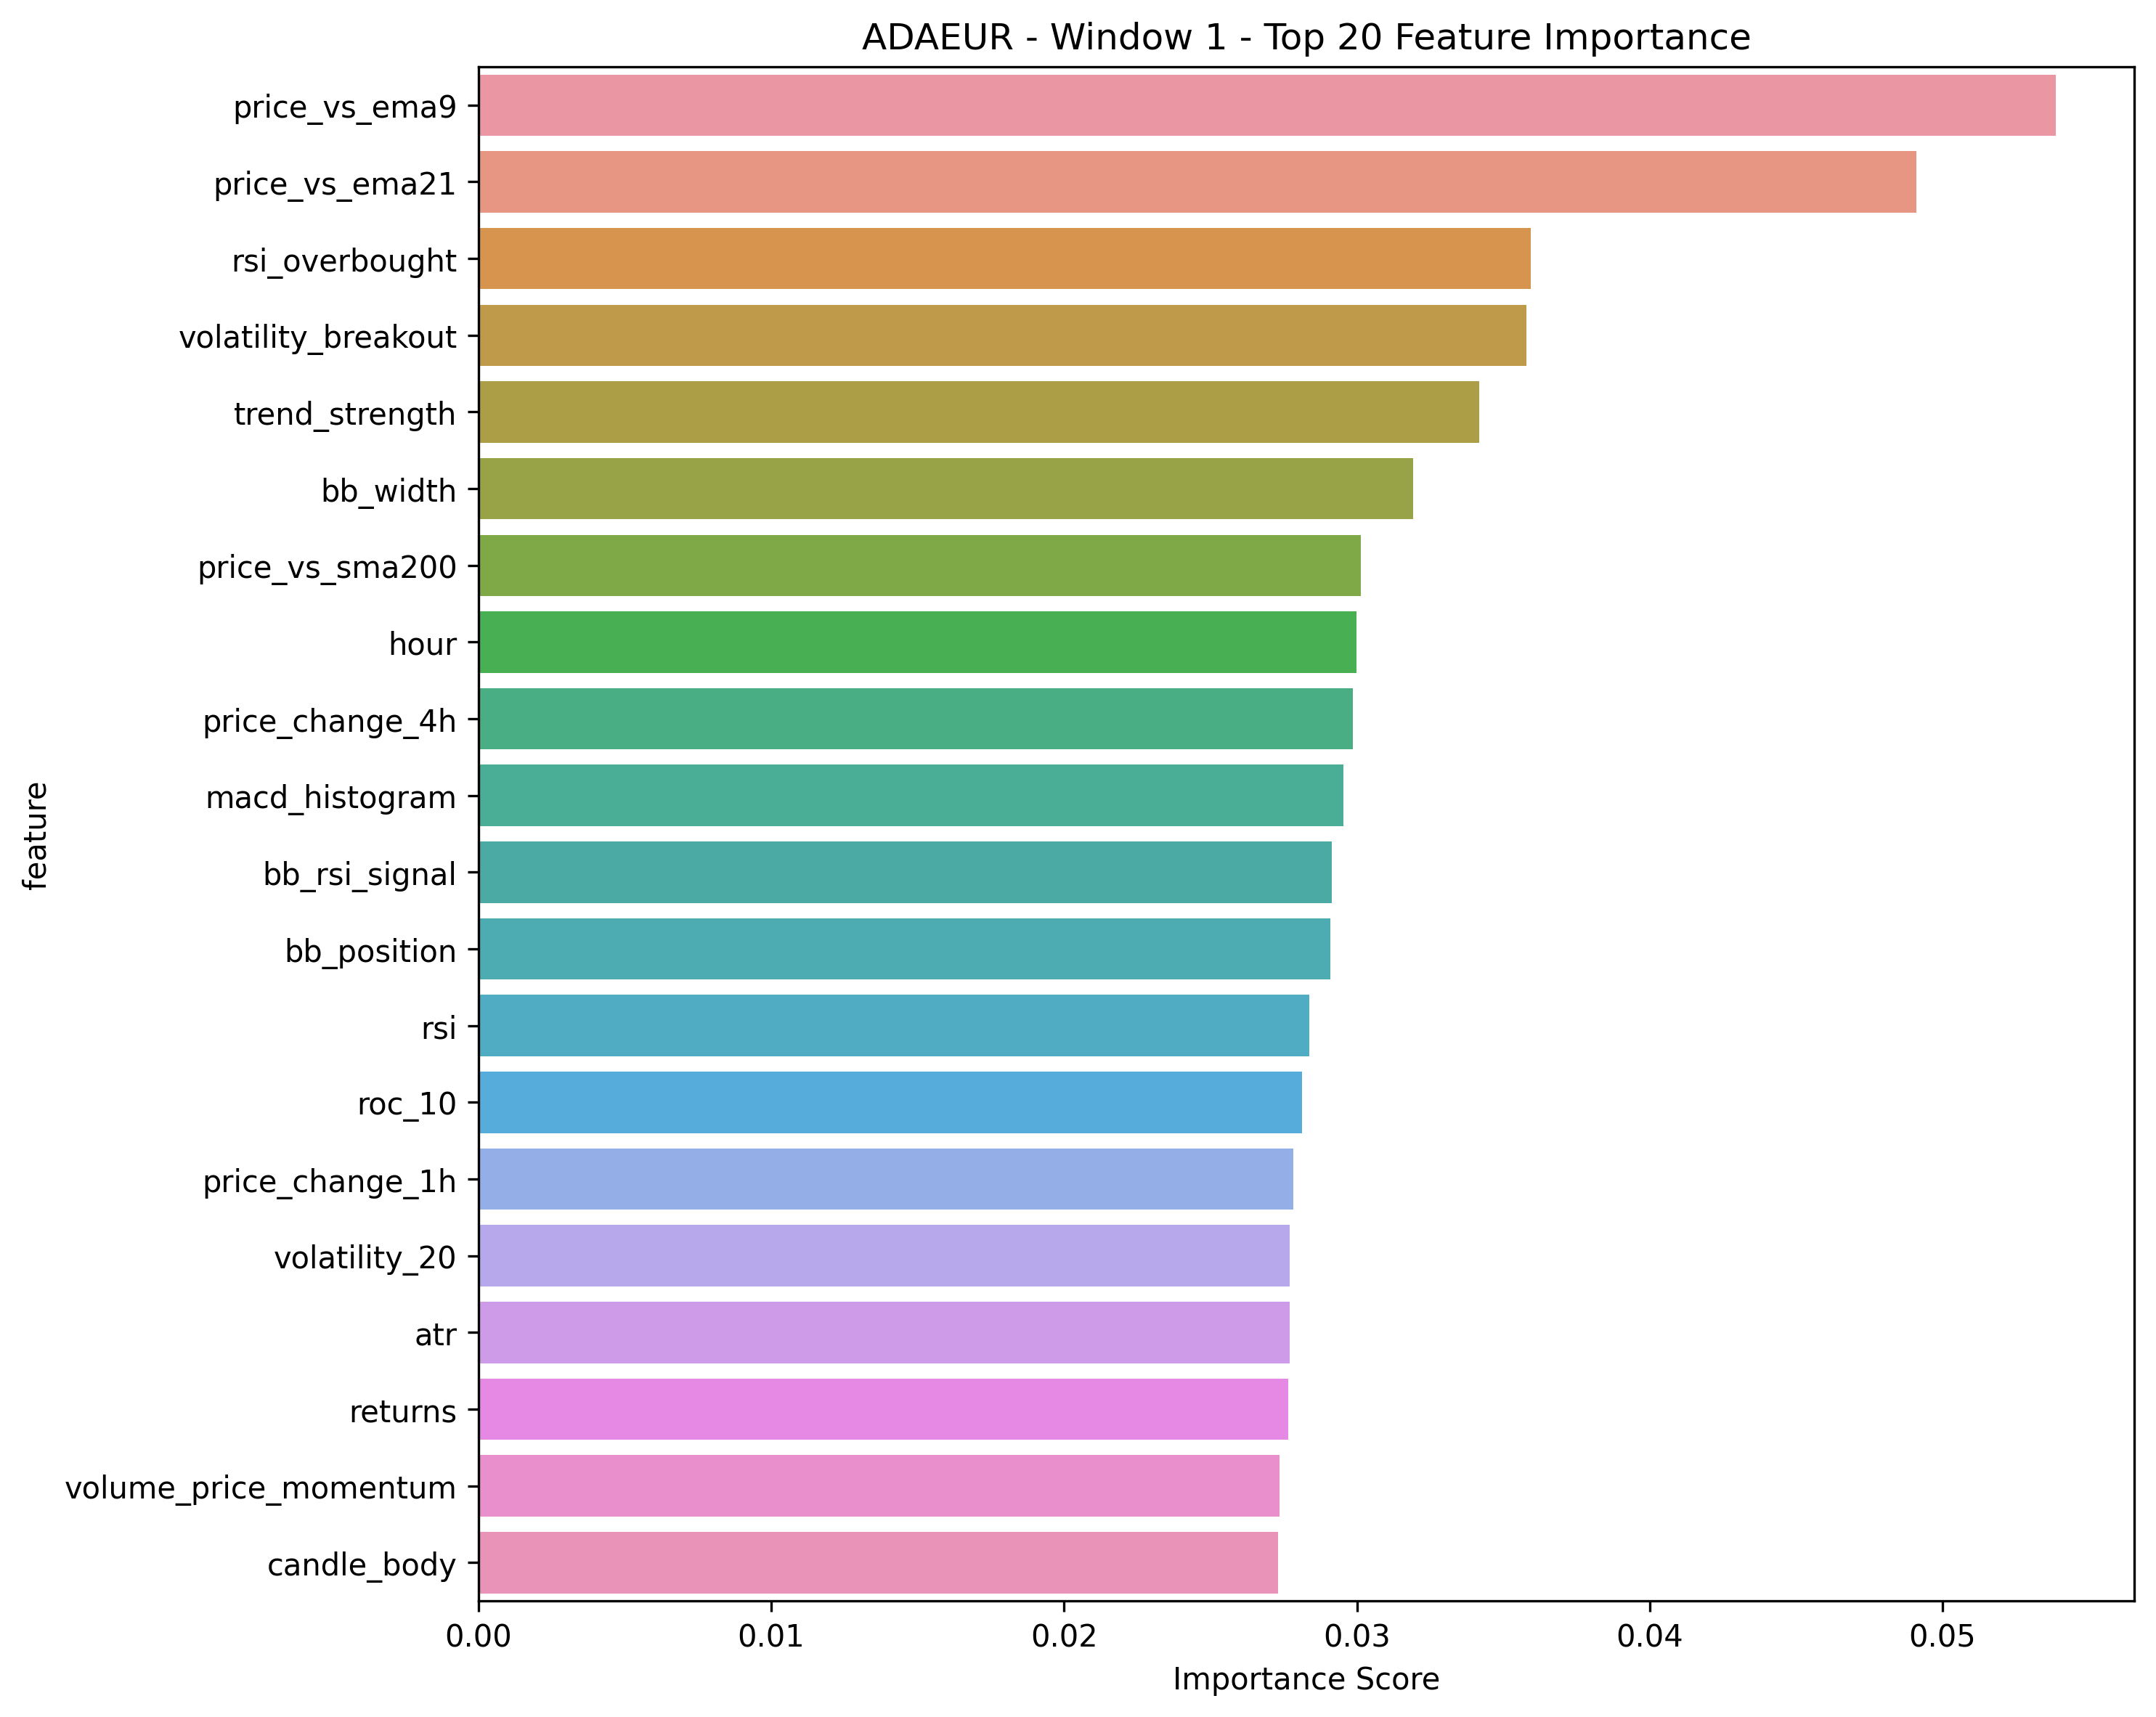 ADAEUR - Window 1 - Top 20 Feature Importance
price_vs_ema9
price_vs_ema21
rsi_overbought
volatility_breakout
trend_strength
bb_width
price_vs_sma200
hour
price_change_4h
macd_histogram
bb_rsi_signal
bb_position
rsi
roc_10
price_change_1h
volatility_20
atr
returns
volume_price_momentum
candle_body
feature
0.00 0.01 0.02 0.03 0.04 0.05
Importance Score